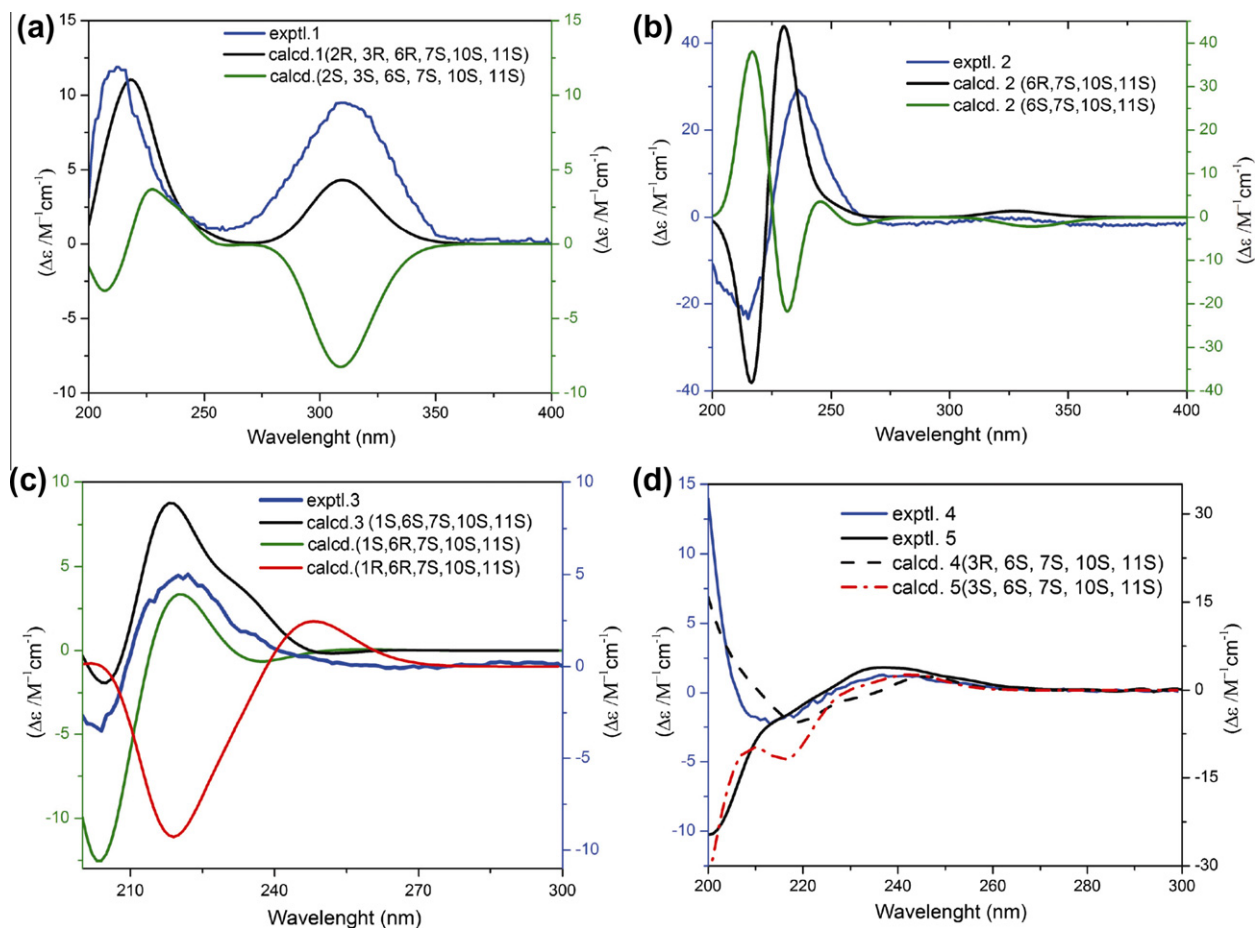 (a)
exptl.1
calcd.1(2R, 3R, 6R,7S,10S, 11S)
calcd.(2S, 3S, 6S, 7S, 10S, 11S)
15
10
5
0
-5
-10
15
10
5
0
-5
-10
(Δε /M⁻¹cm⁻¹)
(Δε /M⁻¹cm⁻¹)
200 250 300 350 400
Wavelenght (nm)
(b)
exptl. 2
calcd. 2 (6R,7S,10S,11S)
calcd. 2 (6S,7S,10S,11S)
40
20
0
-20
-40
40
30
20
10
0
-10
-20
-30
-40
(Δε /M⁻¹cm⁻¹)
(Δε /M⁻¹cm⁻¹)
200 250 300 350 400
Wavelenght (nm)
(c)
exptl.3
calcd.3 (1S,6S,7S,10S,11S)
calcd.(1S,6R,7S,10S,11S)
calcd.(1R,6R,7S,10S,11S)
10
5
0
-5
-10
10
5
0
-5
-10
(Δε /M⁻¹cm⁻¹)
(Δε /M⁻¹cm⁻¹)
210 240 270 300
Wavelenght (nm)
(d)
exptl. 4
exptl. 5
calcd. 4(3R, 6S, 7S, 10S, 11S)
calcd. 5(3S, 6S, 7S, 10S, 11S)
15
10
5
0
-5
-10
30
15
0
-15
-30
(Δε /M⁻¹cm⁻¹)
(Δε /M⁻¹cm⁻¹)
200 220 240 260 280 300
Wavelenght (nm)